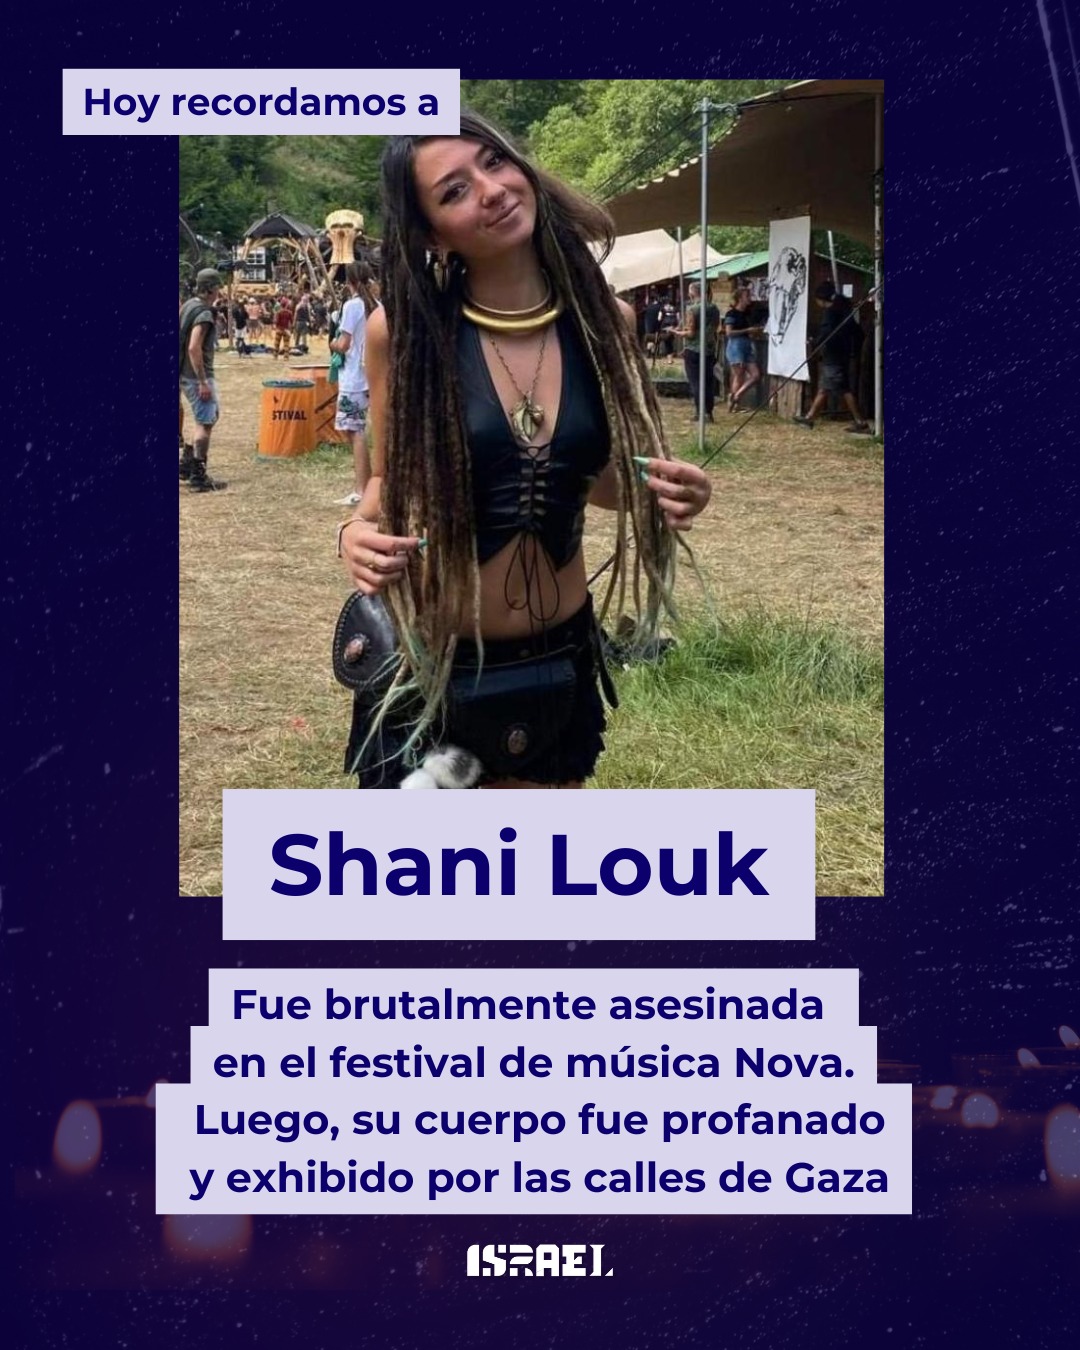 Hoy recordamos a
STIVAL
Shani Louk
Fue brutalmente asesinada
en el festival de música Nova.
Luego, su cuerpo fue profanado
y exhibido por las calles de Gaza
ISRAEL